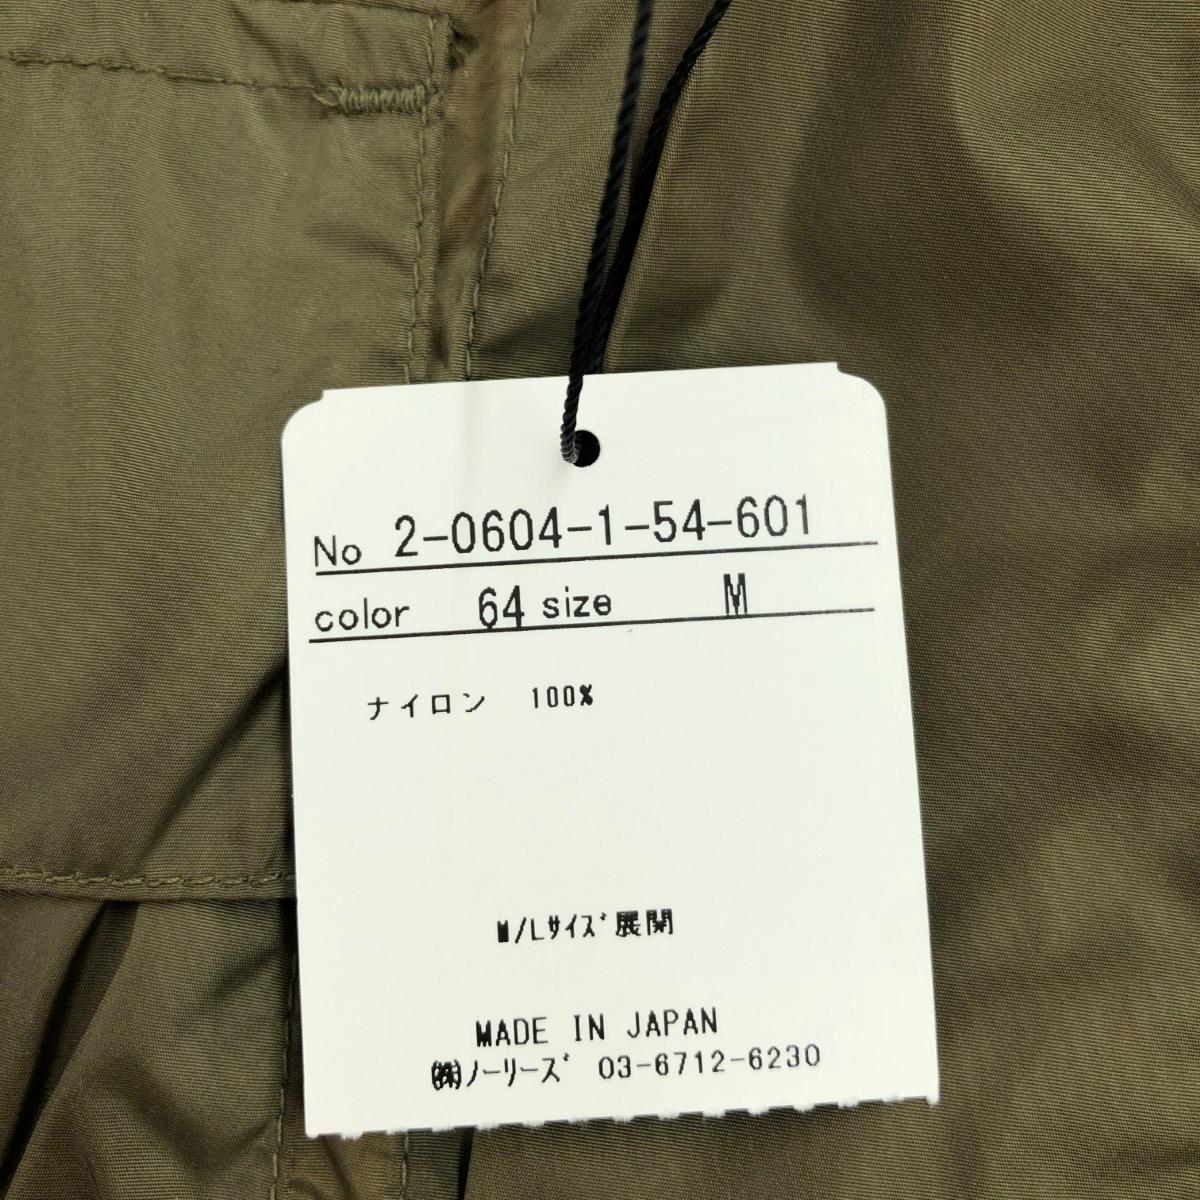 No 2-0604-1-54-601
color 64 size M
ナイロン 100%
M/Lサイズ展開
MADE IN JAPAN
㈱ノーリーズ 03-6712-6230